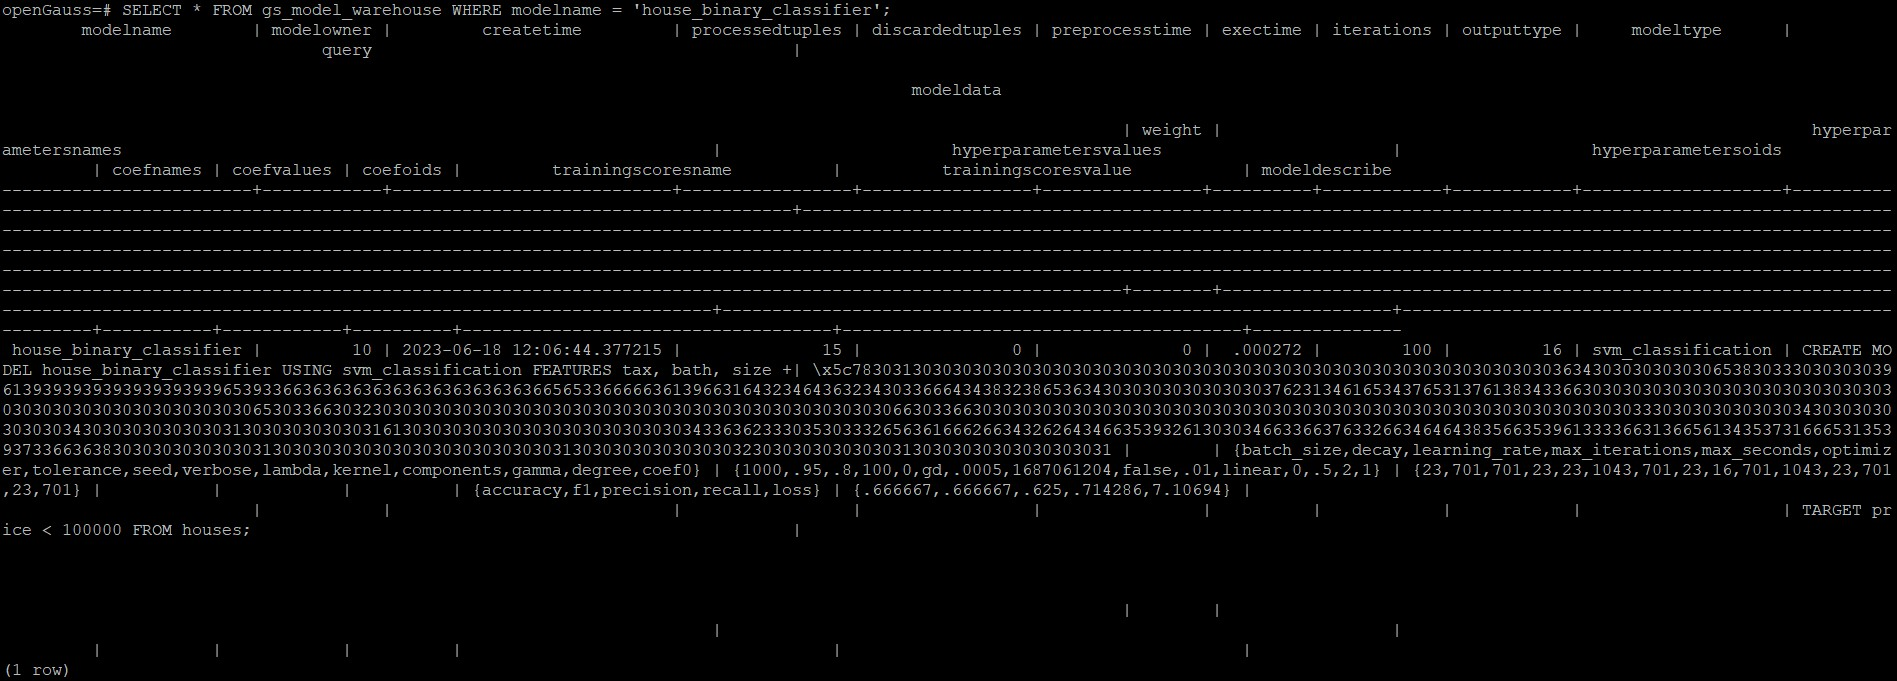 openGauss=# SELECT * FROM gs_model_warehouse WHERE modelname = 'house_binary_classifier';
modelname | modelowner | createtime | processedtuples | discardedtuples | preprocesstime | exectime | iterations | outputtype | modeltype |
query |
modeldata
| weight | hyperpar
ametersnames | hyperparametersvalues | hyperparametersoids
| coefnames | coefvalues | coefoids | trainingscoresname | trainingscoresvalue | modeldescribe
house_binary_classifier | 10 | 2023-06-18 12:06:44.377215 | 15 | 0 | 0 | .000272 | 100 | 16 | svm_classification | CREATE MO
DEL house_binary_classifier USING svm_classification FEATURES tax, bath, size +|
| | {batch_size,decay,learning_rate,max_iterations,max_seconds,optimiz
er,tolerance,seed,verbose,lambda,kernel,components,gamma,degree,coef0} | {1000,.95,.8,100,0,gd,.0005,1687061204,false,.01,linear,0,.5,2,1} | {23,701,701,23,23,1043,701,23,16,701,1043,23,23,701
,23,701} | | | | {accuracy,f1,precision,recall,loss} | {.666667,.666667,.625,.714286,7.10694} |
| | | | | | | | | | TARGET pr
ice < 100000 FROM houses; |
(1 row)